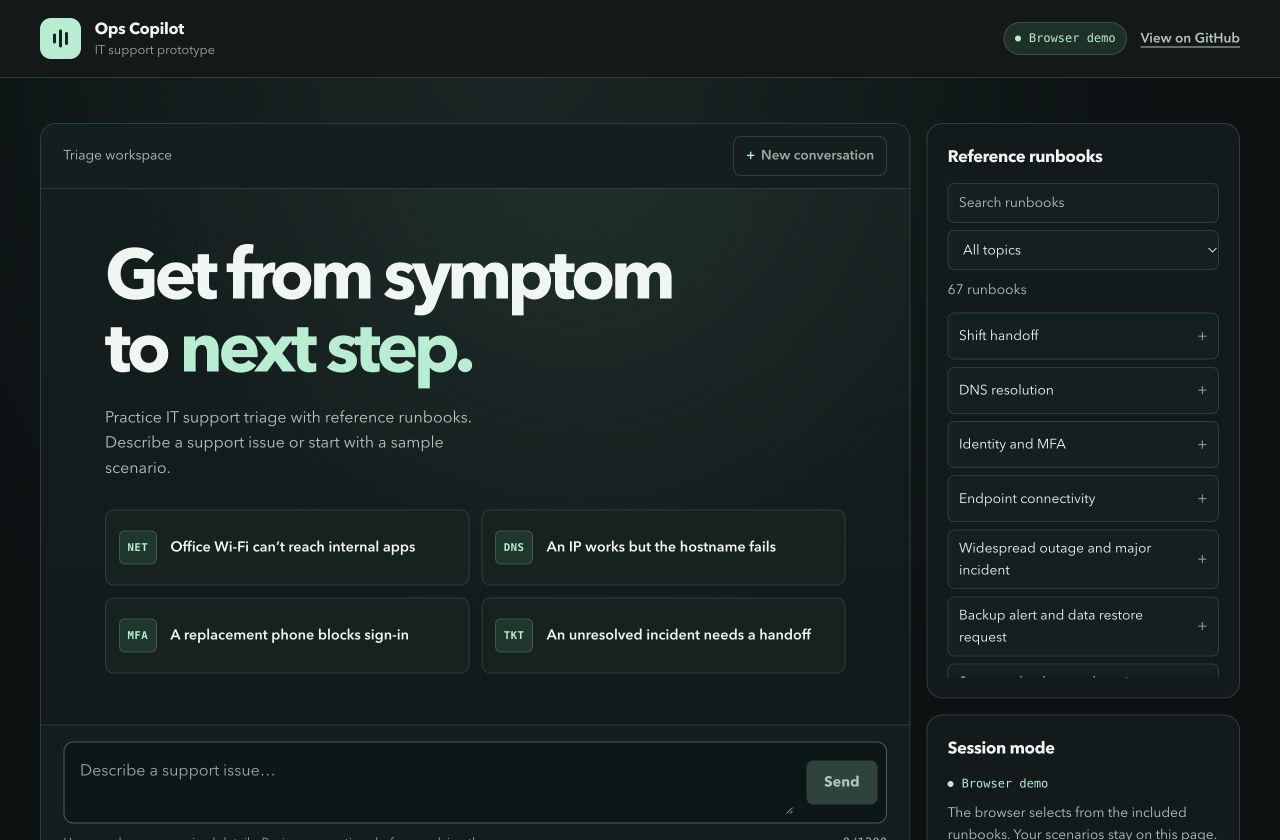 Ops Copilot
IT support prototype
Browser demo
View on GitHub
Triage workspace
+ New conversation
Get from symptom
to next step.
Practice IT support triage with reference runbooks.
Describe a support issue or start with a sample
scenario.
NET
Office Wi-Fi can’t reach internal apps
DNS
An IP works but the hostname fails
MFA
A replacement phone blocks sign-in
TKT
An unresolved incident needs a handoff
Describe a support issue…
Send
Reference runbooks
Search runbooks
All topics
67 runbooks
Shift handoff +
DNS resolution +
Identity and MFA +
Endpoint connectivity +
Widespread outage and major
incident +
Backup alert and data restore
request +
Session mode
Browser demo
The browser selects from the included
runbooks. Your scenarios stay on this page.